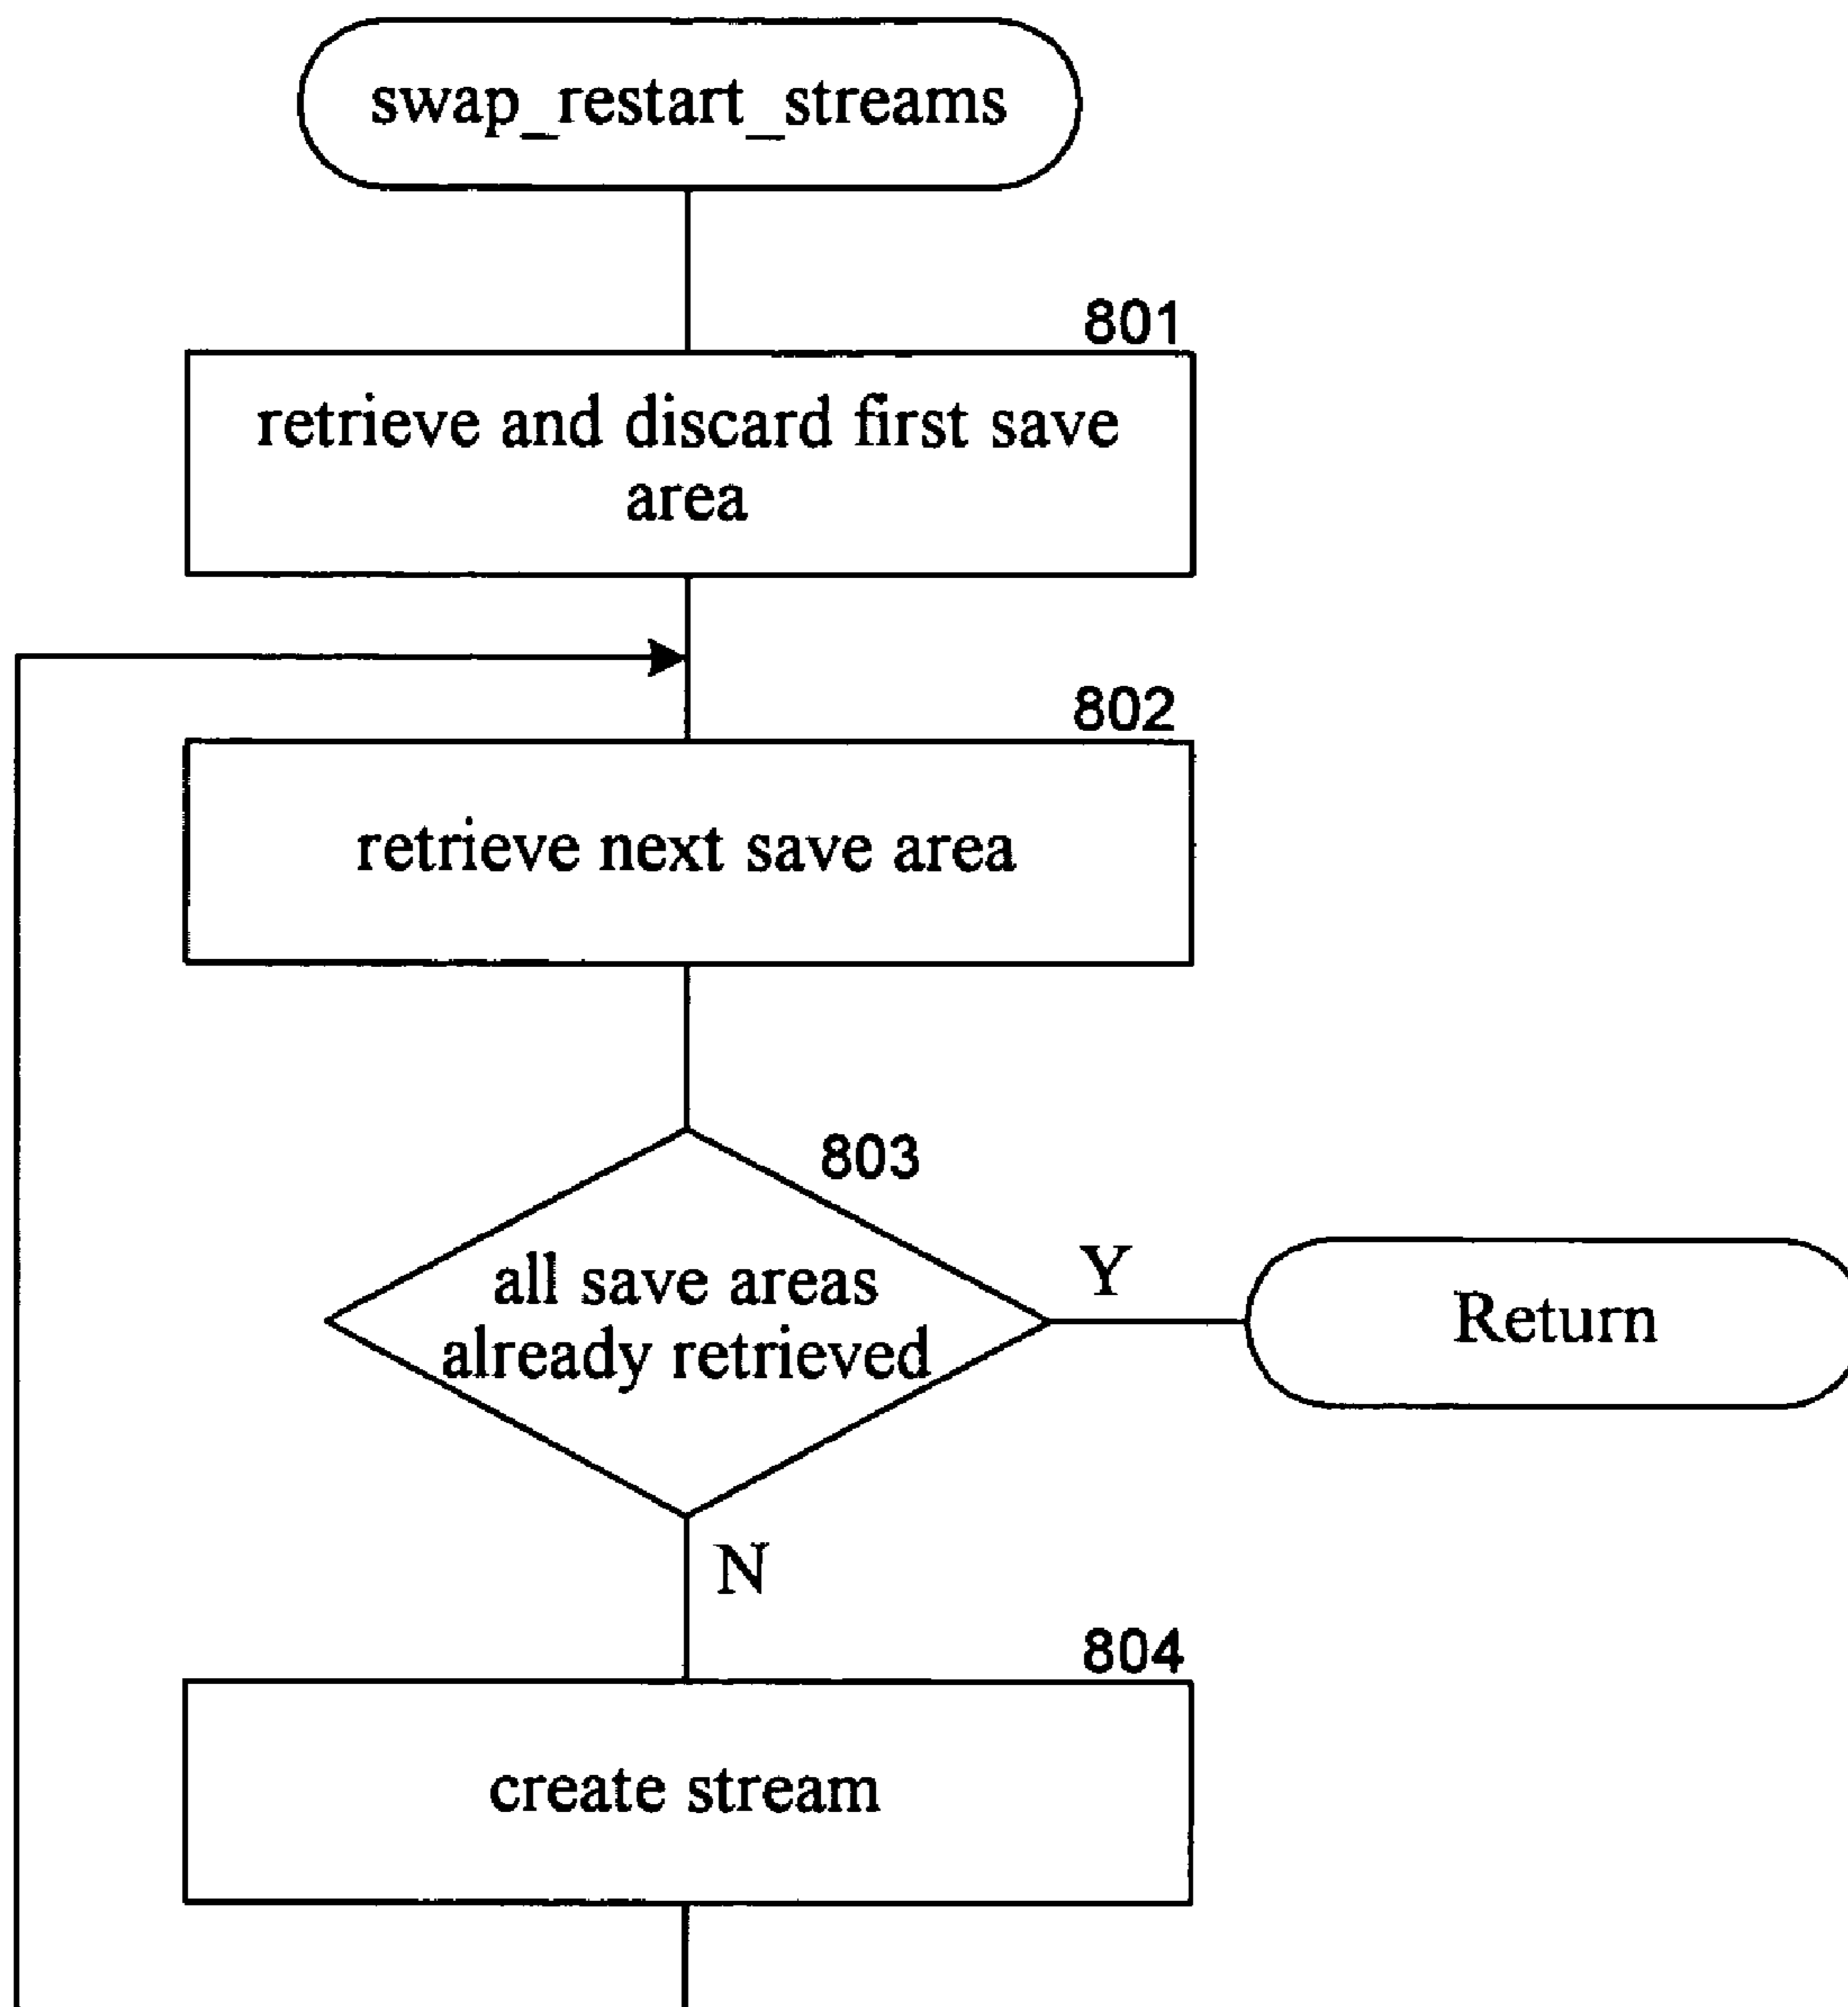 swap_restart_streams
801
retrieve and discard first save
area
802
retrieve next save area
803
all save areas
already retrieved
Y
Return
N
804
create stream